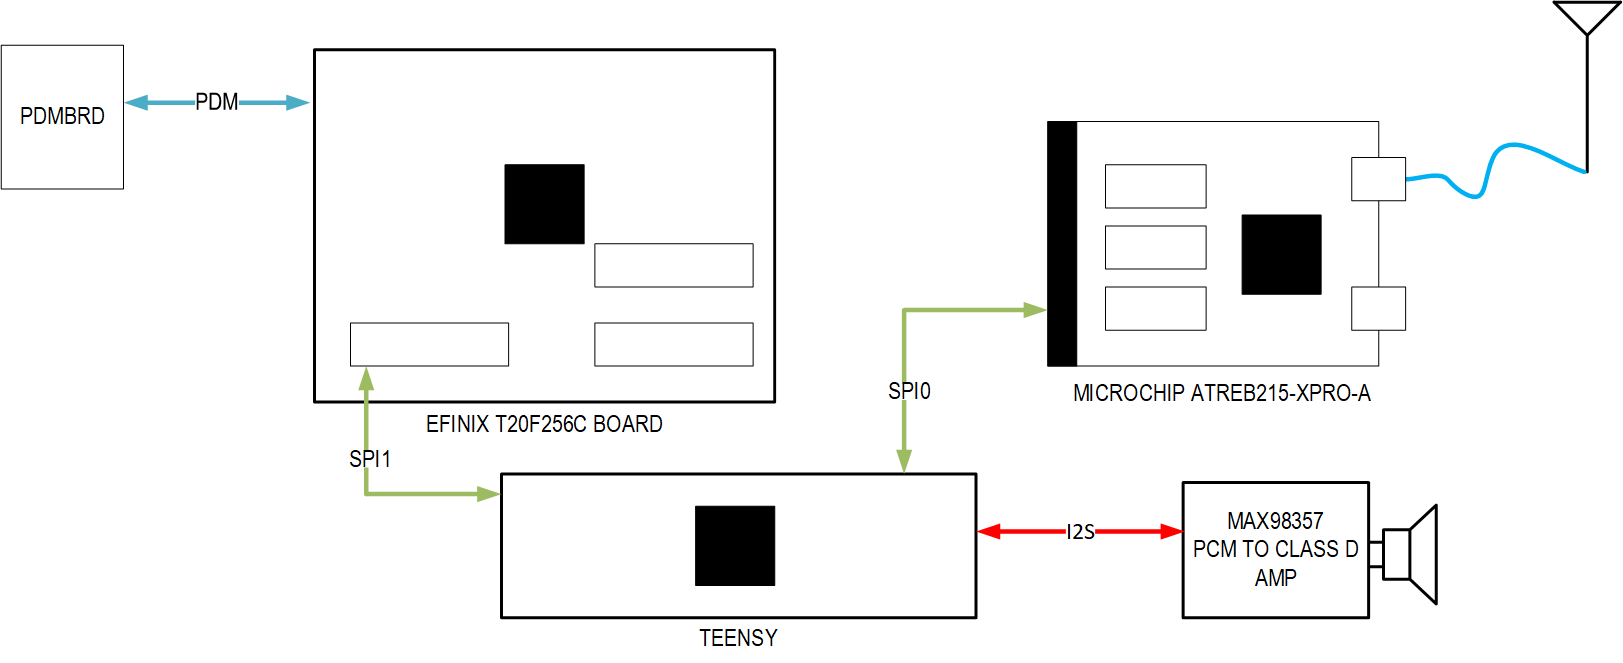 PDMBRD
PDM
EFINIX T20F256C BOARD
MICROCHIP ATREB215-XPRO-A
SPI0
SPI1
I2S
MAX98357
PCM TO CLASS D
AMP
TEENSY